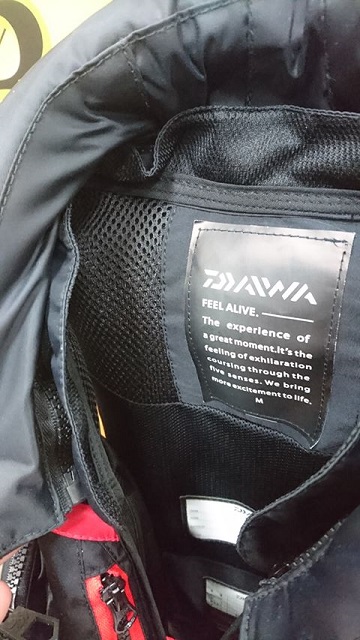 DAIWA
FEEL ALIVE.
The experience of
a great moment.It's the
feeling of exhilaration
coursing through the
five senses. We bring
more excitement to life.
M